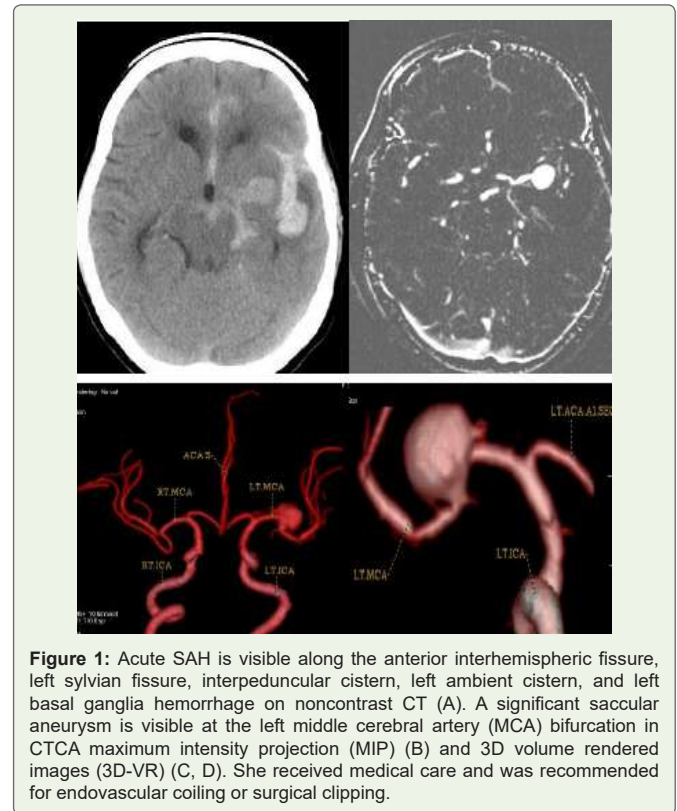 ACA'S
RT.MCA
LT.MCA
RT.ICA
LT.ICA
LT.ACA.A1.SEG
LT.ICA
LT.MCA
Figure 1: Acute SAH is visible along the anterior interhemispheric fissure,
left sylvian fissure, interpeduncular cistern, left ambient cistern, and left
basal ganglia hemorrhage on noncontrast CT (A). A significant saccular
aneurysm is visible at the left middle cerebral artery (MCA) bifurcation in
CTCA maximum intensity projection (MIP) (B) and 3D volume rendered
images (3D-VR) (C, D). She received medical care and was recommended
for endovascular coiling or surgical clipping.